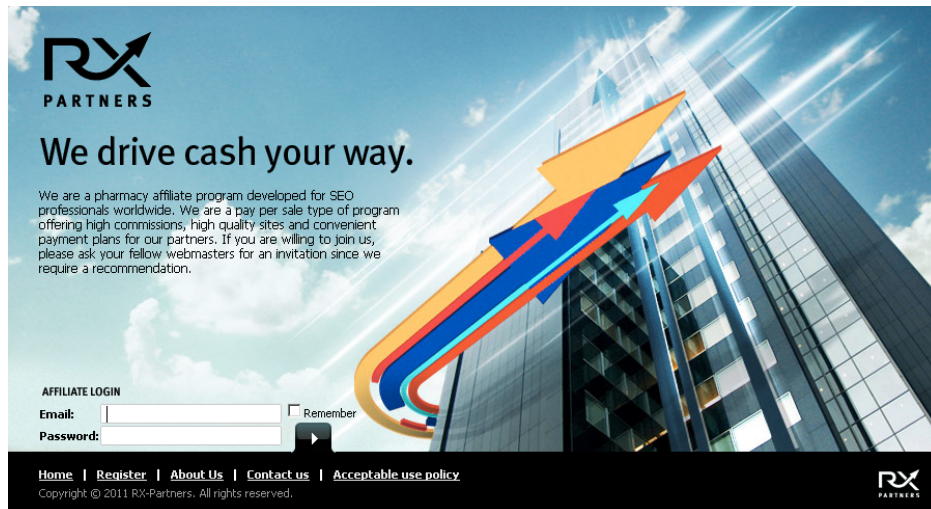 RX
PARTNERS
We drive cash your way.
We are a pharmacy affiliate program developed for SEO
professionals worldwide. We are a pay per sale type of program
offering high commissions, high quality sites and convenient
payment plans for our partners. If you are willing to join us,
please ask your fellow webmasters for an invitation since we
require a recommendation.
AFFILIATE LOGIN
Email:
Remember
Password:
Home | Register | About Us | Contact us | Acceptable use policy
Copyright © 2011 RX-Partners. All rights reserved.
RX
PARTNERS